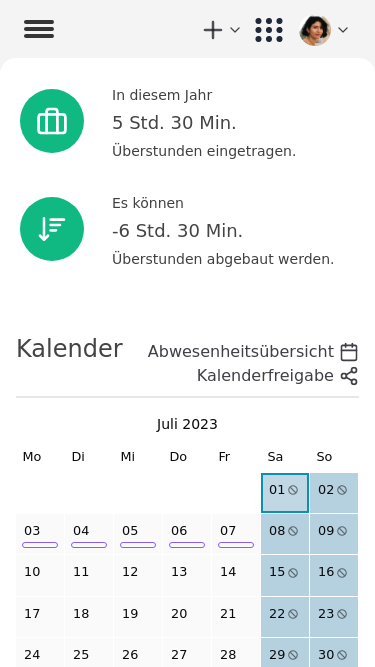 In diesem Jahr
5 Std. 30 Min.
Überstunden eingetragen.
Es können
-6 Std. 30 Min.
Überstunden abgebaut werden.
Kalender
Abwesenheitsübersicht
Kalenderfreigabe
Juli 2023
Mo Di Mi Do Fr Sa So
01 02
03 04 05 06 07 08 09
10 11 12 13 14 15 16
17 18 19 20 21 22 23
24 25 26 27 28 29 30